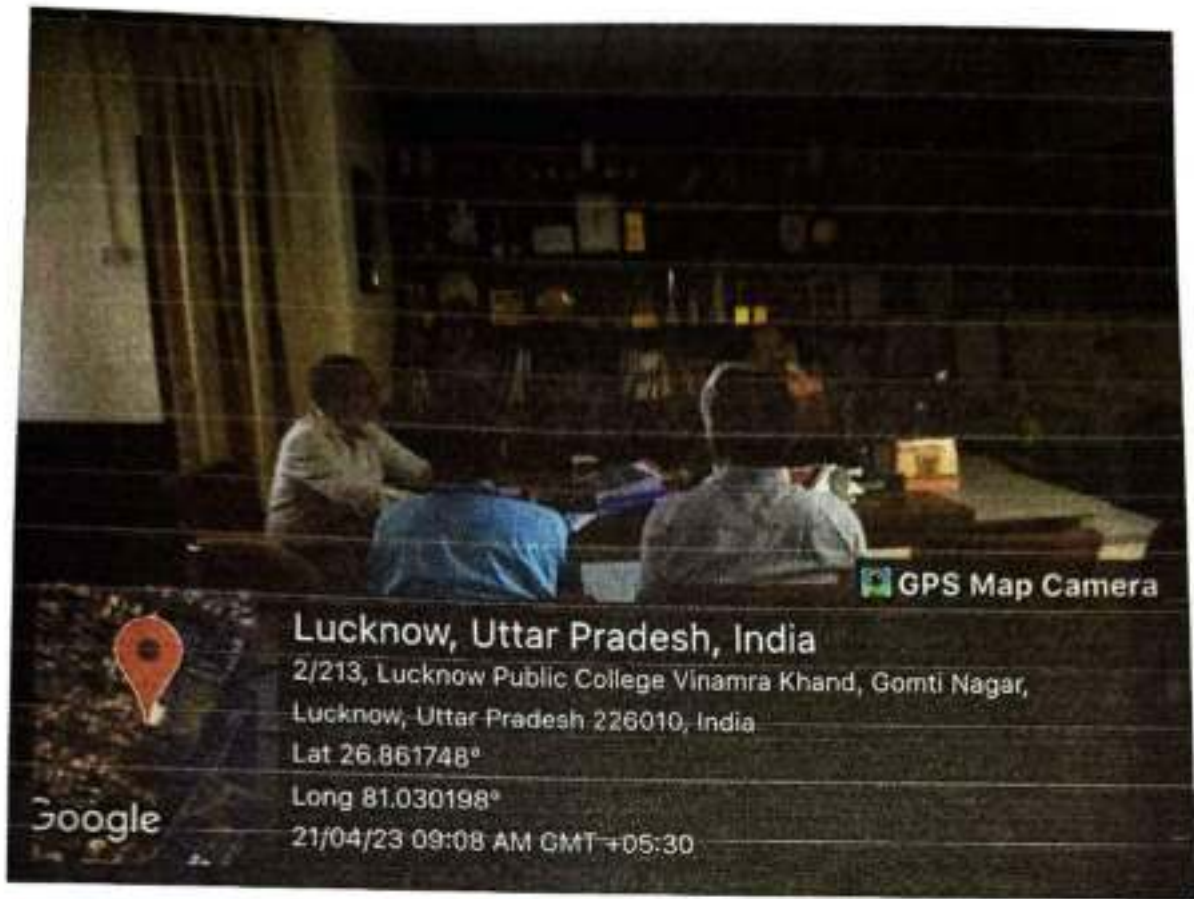 GPS Map Camera
Lucknow, Uttar Pradesh, India
2/213, Lucknow Public College Vinamra Khand, Gomti Nagar,
Lucknow, Uttar Pradesh 226010, India
Lat 26.861748°
Long 81.030198°
21/04/23 09:08 AM GMT +05:30
Google